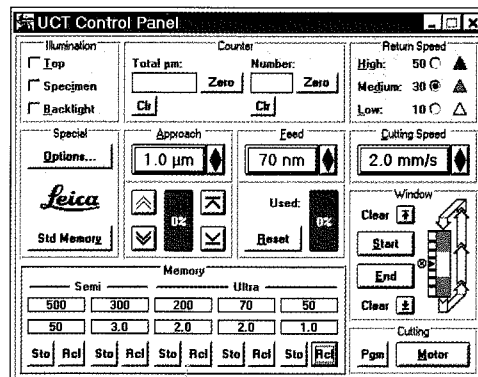 UCT Control Panel
Illumination
Top
Specimen
Backlight
Counter
Total µm:
Number:
Zero
Zero
Clr
Clr
Return Speed
High: 50
Medium: 30
Low: 10
Special
Options...
Leica
Std Memory
Approach
1.0 µm
0%
Feed
70 nm
Used:
0%
Reset
Cutting Speed
2.0 mm/s
Window
Clear
Start
End
Clear
Memory
Semi Ultra
500 300 200 70 50
50 3.0 2.0 2.0 1.0
Sto Rcl Sto Rcl Sto Rcl Sto Rcl Sto Rcl
Cutting
Pgm Motor